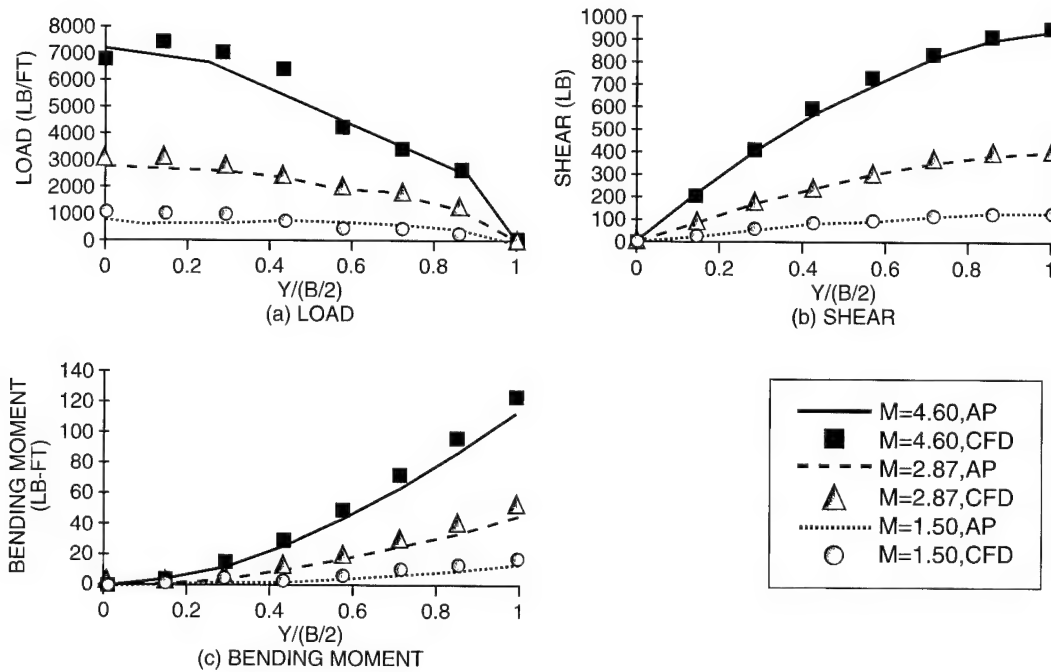 LOAD (LB/FT)
8000
7000
6000
5000
4000
3000
2000
1000
0
0 0.2 0.4 0.6 0.8 1
Y/(B/2)
(a) LOAD
SHEAR (LB)
1000
900
800
700
600
500
400
300
200
100
0
0 0.2 0.4 0.6 0.8 1
Y/(B/2)
(b) SHEAR
BENDING MOMENT
(LB-FT)
140
120
100
80
60
40
20
0
0 0.2 0.4 0.6 0.8 1
Y/(B/2)
(c) BENDING MOMENT
M=4.60,AP
M=4.60,CFD
M=2.87,AP
M=2.87,CFD
M=1.50,AP
M=1.50,CFD